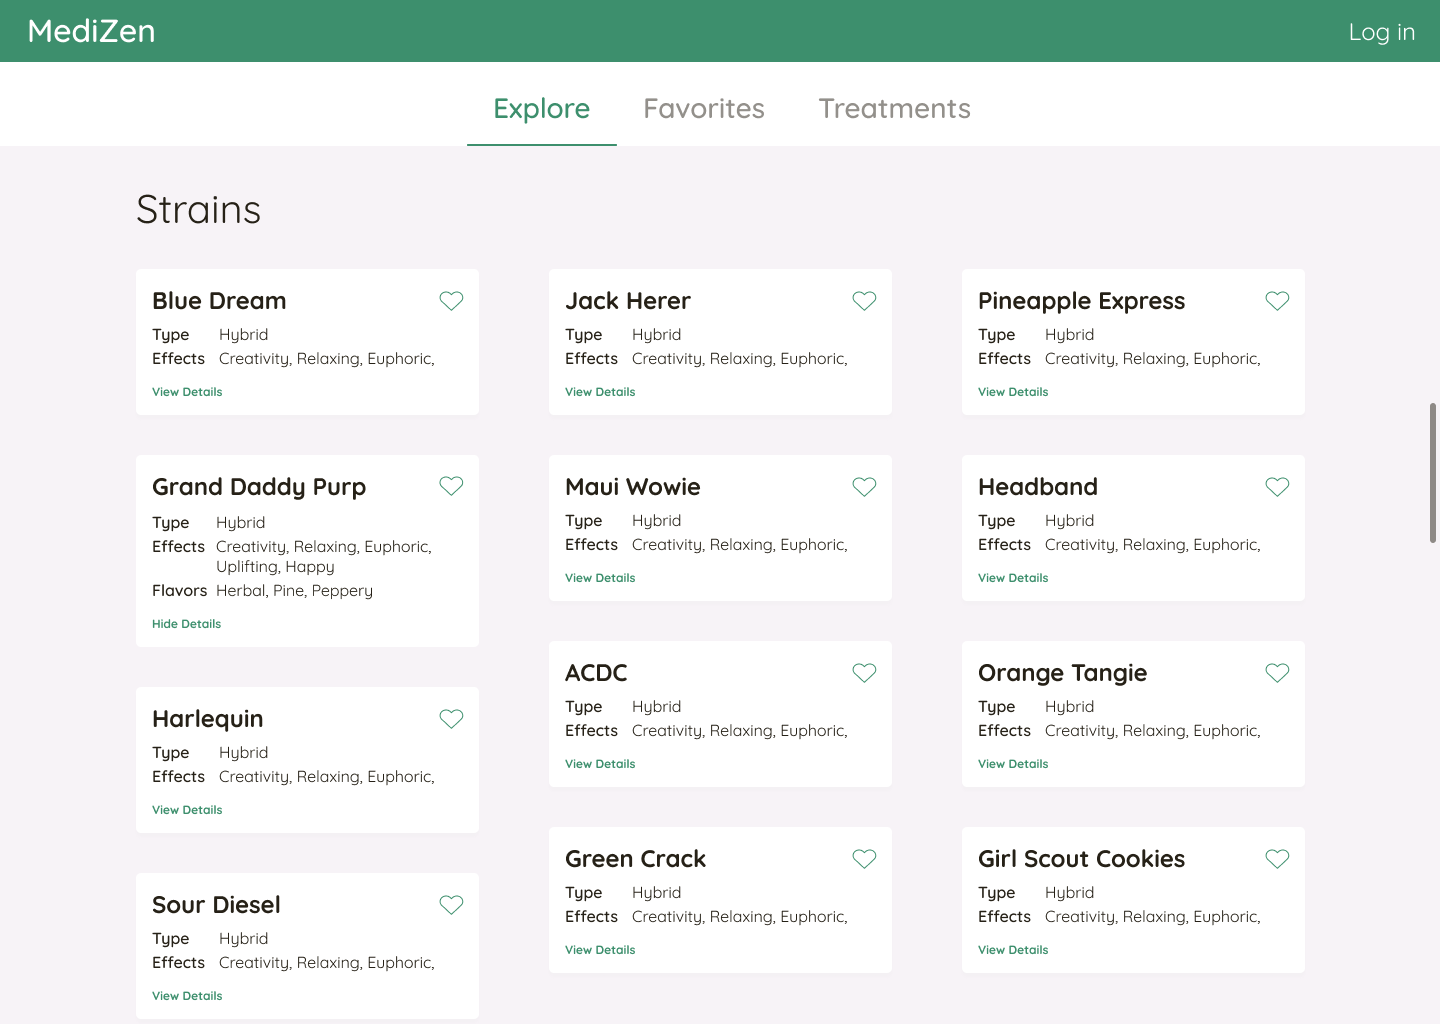 MediZen
Log in
Explore
Favorites
Treatments
Strains
Blue Dream
Type Hybrid
Effects Creativity, Relaxing, Euphoric,
View Details
Jack Herer
Type Hybrid
Effects Creativity, Relaxing, Euphoric,
View Details
Pineapple Express
Type Hybrid
Effects Creativity, Relaxing, Euphoric,
View Details
Grand Daddy Purp
Type Hybrid
Effects Creativity, Relaxing, Euphoric,
Uplifting, Happy
Flavors Herbal, Pine, Peppery
Hide Details
Maui Wowie
Type Hybrid
Effects Creativity, Relaxing, Euphoric,
View Details
Headband
Type Hybrid
Effects Creativity, Relaxing, Euphoric,
View Details
Harlequin
Type Hybrid
Effects Creativity, Relaxing, Euphoric,
View Details
ACDC
Type Hybrid
Effects Creativity, Relaxing, Euphoric,
View Details
Orange Tangie
Type Hybrid
Effects Creativity, Relaxing, Euphoric,
View Details
Sour Diesel
Type Hybrid
Effects Creativity, Relaxing, Euphoric,
View Details
Green Crack
Type Hybrid
Effects Creativity, Relaxing, Euphoric,
View Details
Girl Scout Cookies
Type Hybrid
Effects Creativity, Relaxing, Euphoric,
View Details